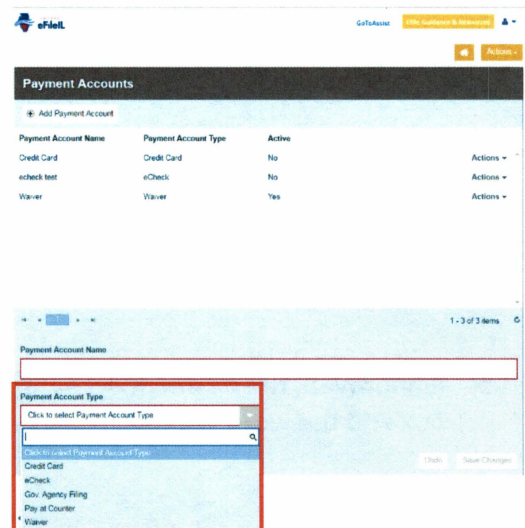 eFileIL GoToAssist
Actions
Payment Accounts
Add Payment Account
Payment Account Name Payment Account Type Active
Credit Card Credit Card No Actions
echeck test eCheck No Actions
Waiver Waiver Yes Actions
1 - 3 of 3 items
Payment Account Name
Payment Account Type
Click to select Payment Account Type
Click to select Payment Account Type
Undo Save Changes
Credit Card
eCheck
Gov. Agency Filing
Pay at Counter
Waiver